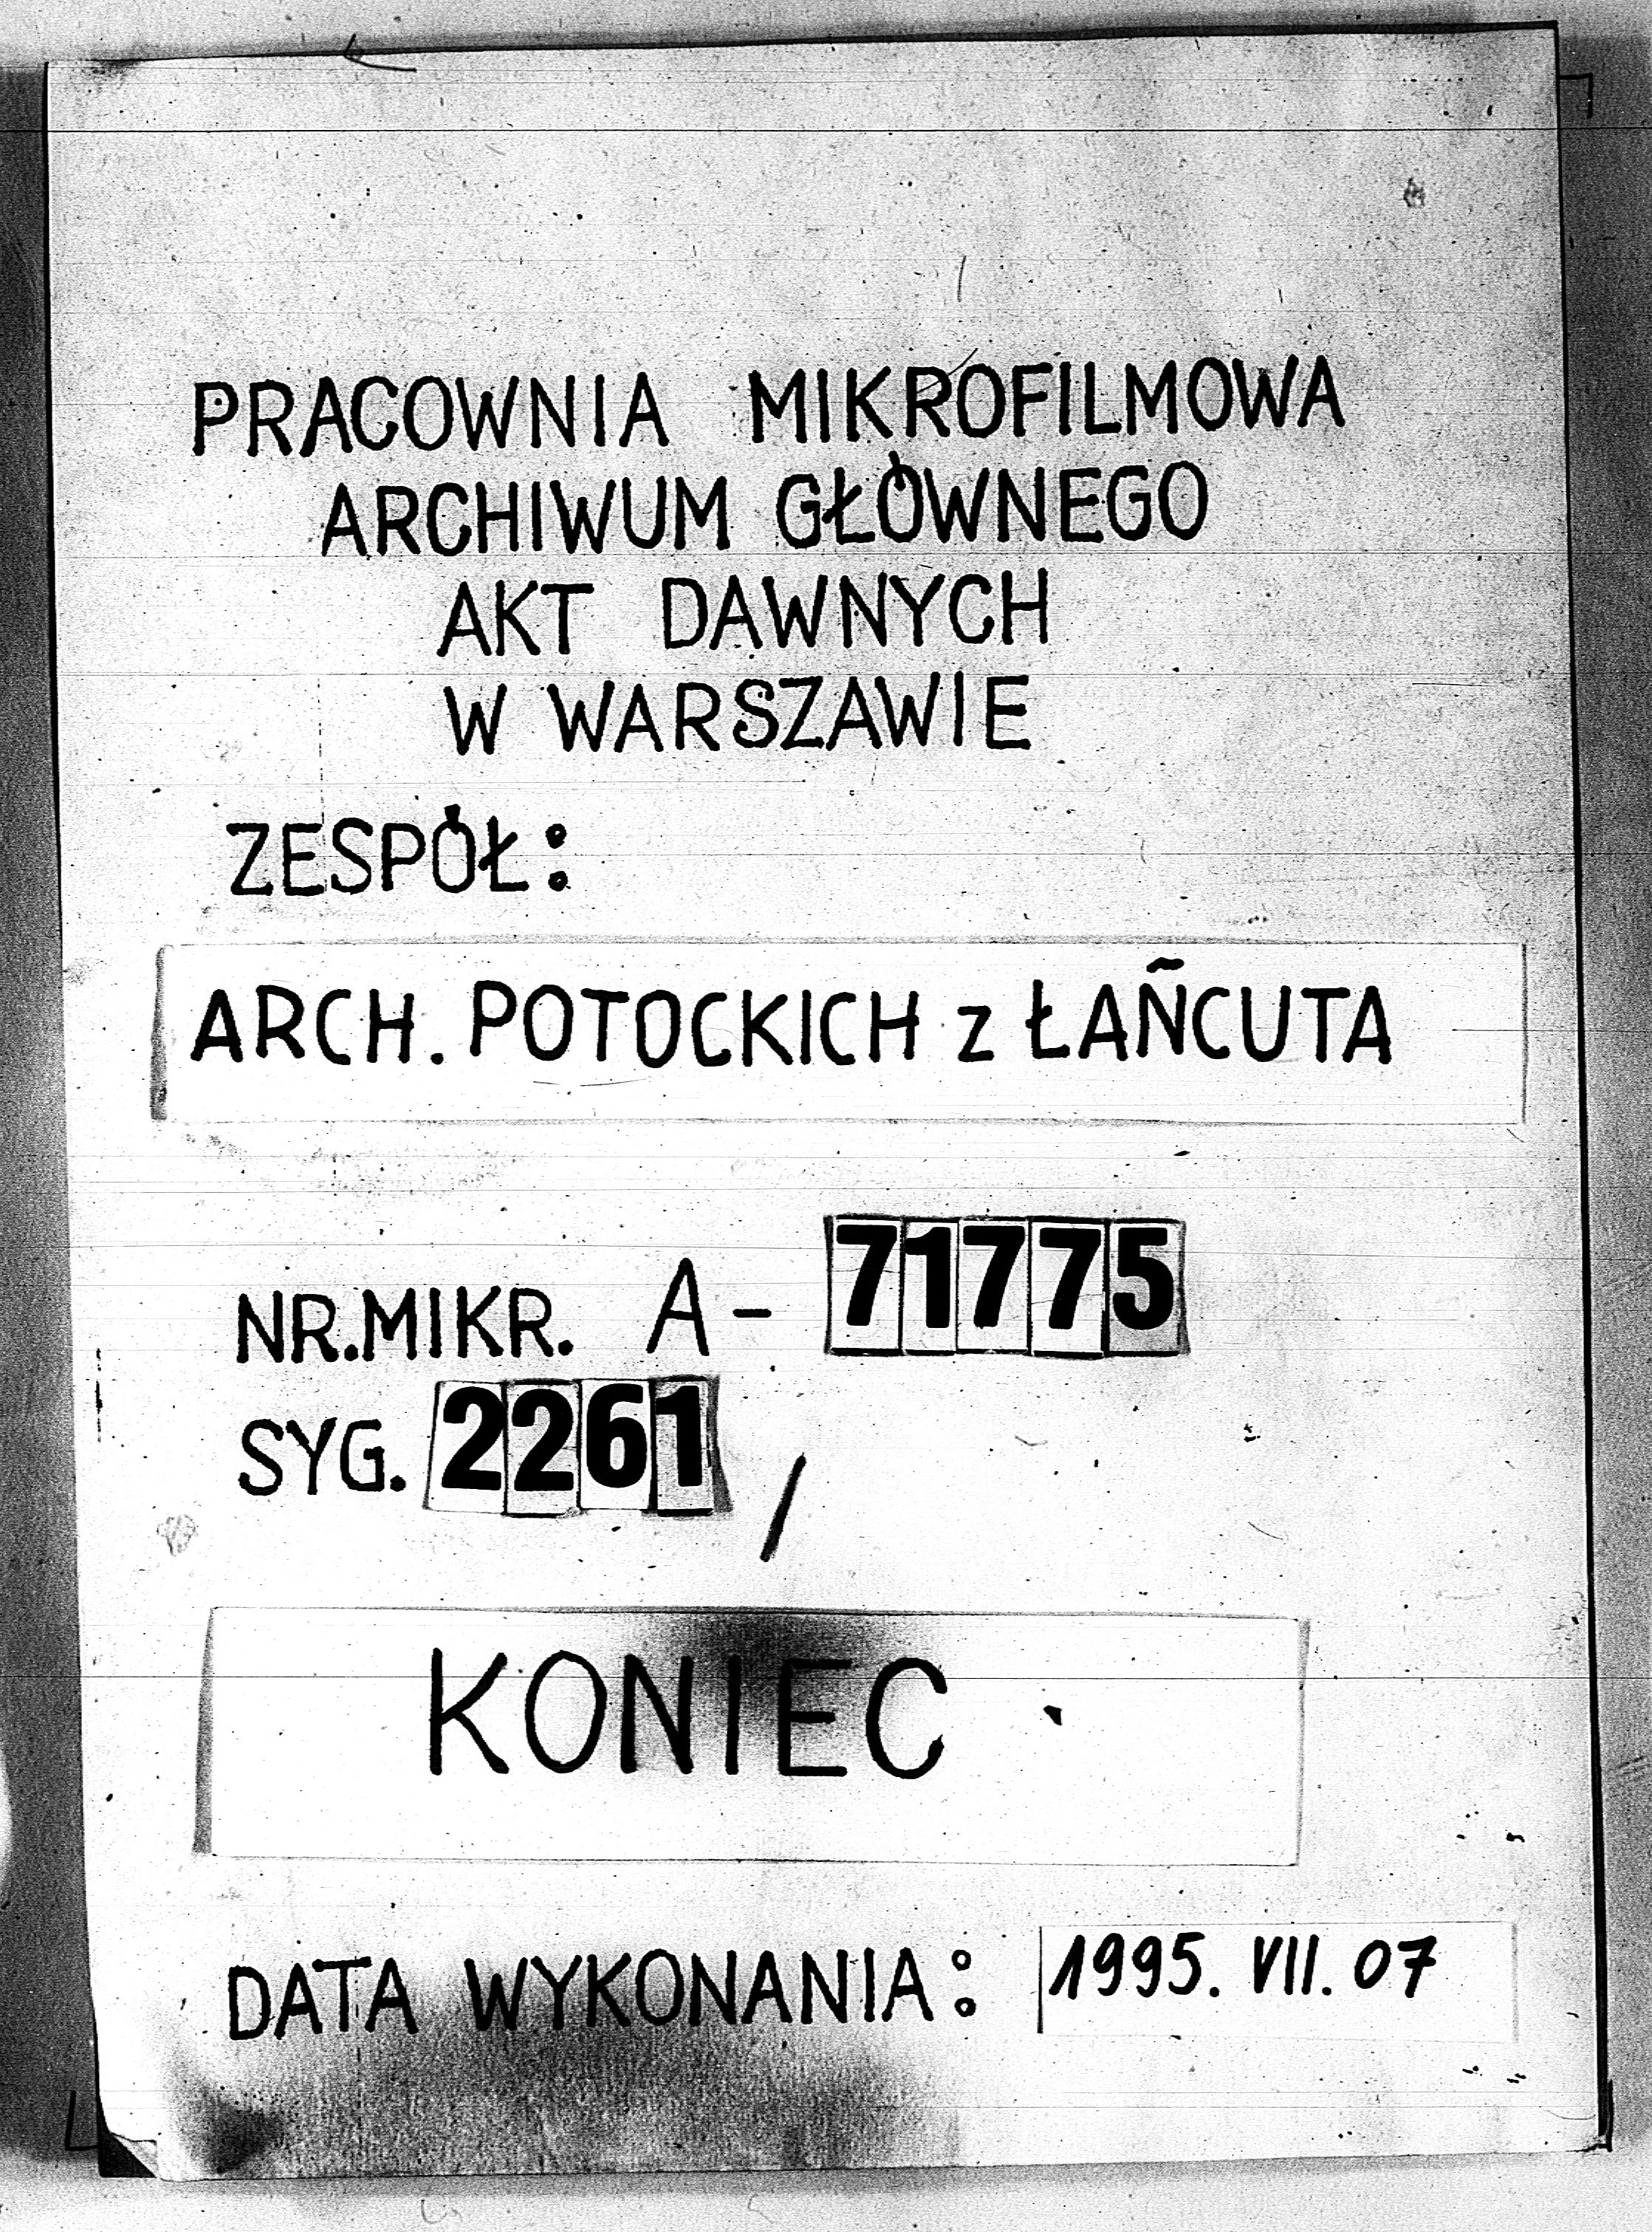 PRACOWNIA MIKROFILMOWA
ARCHIWUM GŁÓWNEGO
AKT DAWNYCH
W WARSZAWIE
ZESPÓŁ:
ARCH. POTOCKICH z ŁAŃCUTA
NR.MIKR. A-71775
SYG. 2261 /
KONIEC
DATA WYKONANIA: 1995. VII. 07